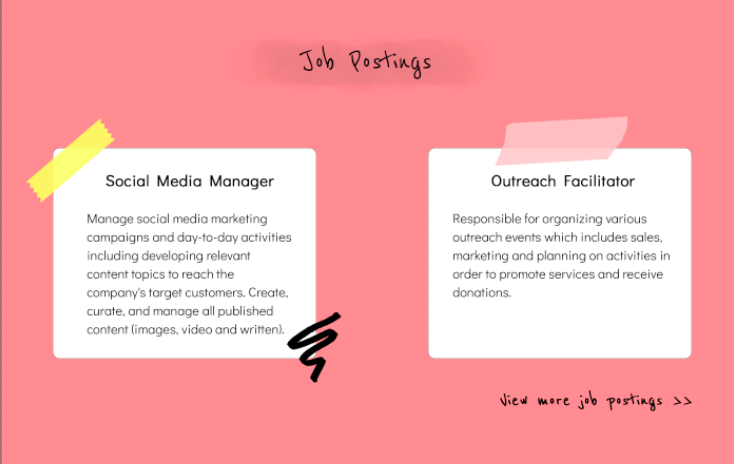 Job Postings
Social Media Manager
Manage social media marketing
campaigns and day-to-day activities
including developing relevant
content topics to reach the
company's target customers. Create,
curate, and manage all published
content (images, video and written).
Outreach Facilitator
Responsible for organizing various
outreach events which includes sales,
marketing and planning on activities in
order to promote services and receive
donations.
View more job postings >>